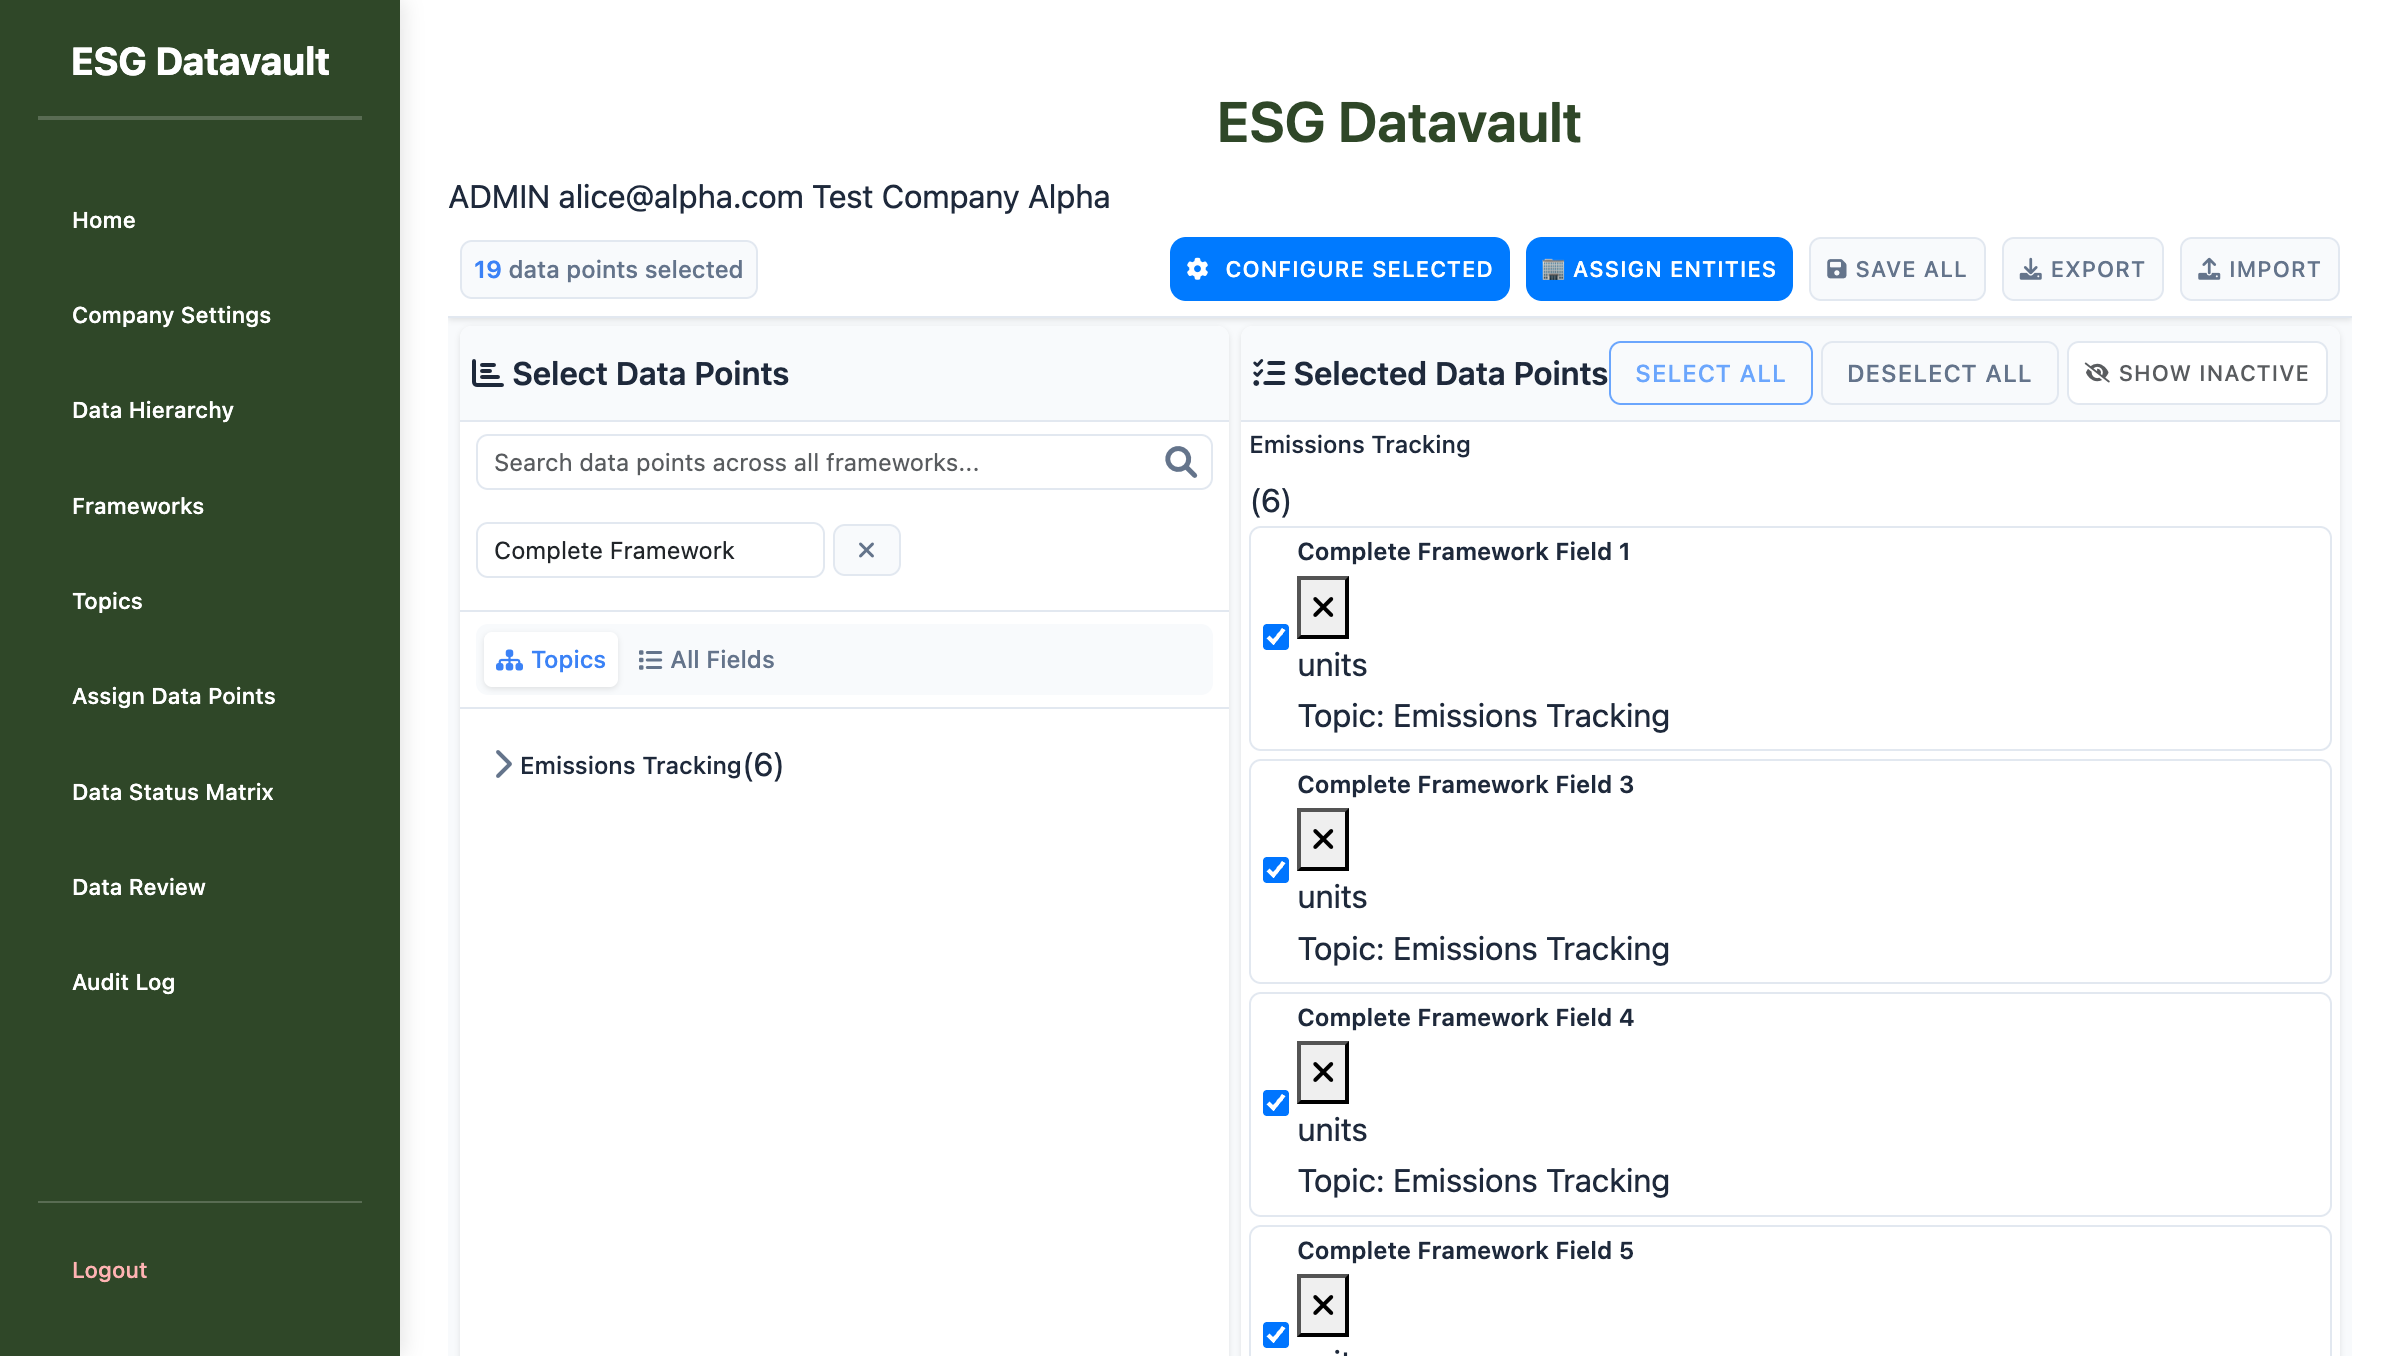 ESG Datavault
Home
Company Settings
Data Hierarchy
Frameworks
Topics
Assign Data Points
Data Status Matrix
Data Review
Audit Log
Logout
ESG Datavault
ADMIN alice@alpha.com Test Company Alpha
19 data points selected
CONFIGURE SELECTED
ASSIGN ENTITIES
SAVE ALL
EXPORT
IMPORT
Select Data Points
Search data points across all frameworks...
Complete Framework
Topics
All Fields
Emissions Tracking(6)
Selected Data Points
SELECT ALL
DESELECT ALL
SHOW INACTIVE
Emissions Tracking
(6)
Complete Framework Field 1
units
Topic: Emissions Tracking
Complete Framework Field 3
units
Topic: Emissions Tracking
Complete Framework Field 4
units
Topic: Emissions Tracking
Complete Framework Field 5